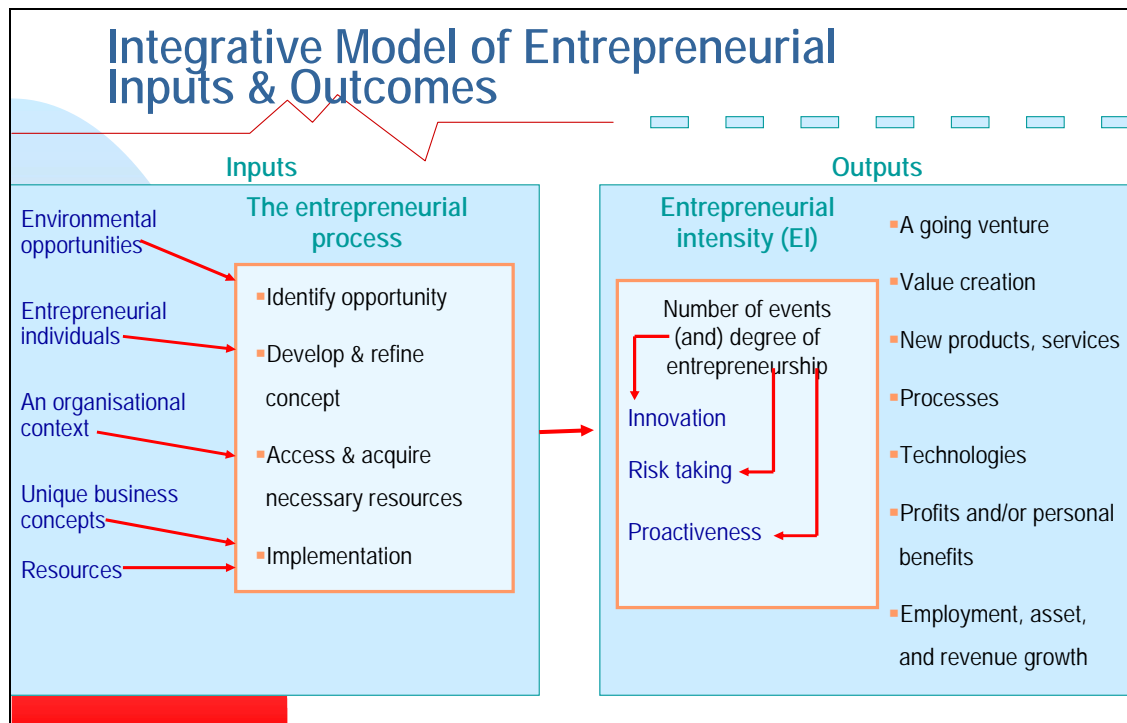 Integrative Model of Entrepreneurial
Inputs & Outcomes
Inputs
Environmental
opportunities
Entrepreneurial
individuals
An organisational
context
Unique business
concepts
Resources
The entrepreneurial
process
Identify opportunity
Develop & refine
concept
Access & acquire
necessary resources
Implementation
Outputs
Entrepreneurial
intensity (EI)
Number of events
(and) degree of
entrepreneurship
Innovation
Risk taking
Proactiveness
A going venture
Value creation
New products, services
Processes
Technologies
Profits and/or personal
benefits
Employment, asset,
and revenue growth